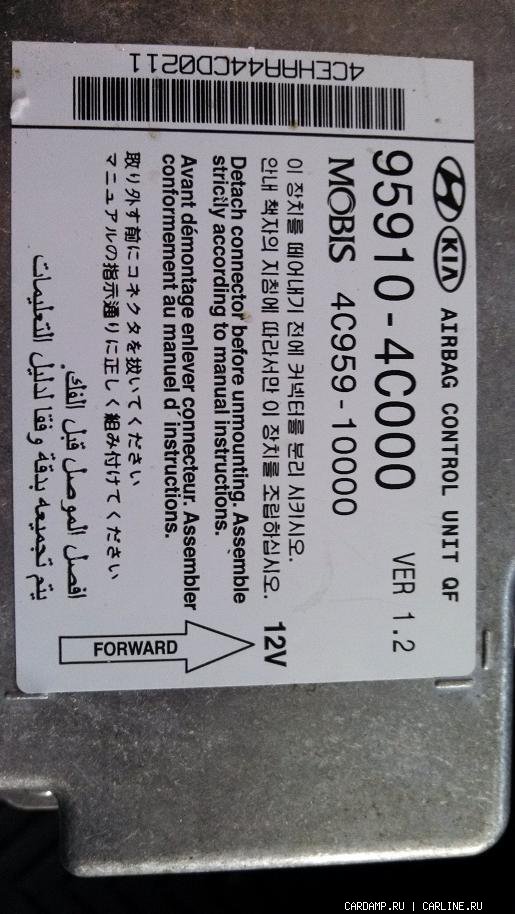 KIA AIRBAG CONTROL UNIT QF
95910-4C000 VER 1.2
MOBIS 4C959-10000
이 장치를 떼어내기 전에 커넥터를 분리 시키시오.
안내 책자의 지침에 따라서만 이 장치를 조립하십시오.
12V
Detach connector before unmounting. Assemble
strictly according to manual instructions.
Avant démontage enlever connecteur. Assembler
conformement au manuel d´instructions.
FORWARD
取り外す前にコネクタを抜いてください
マニュアルの指示通りに正しく組み付けてください
افصل الموصل قبل الفك.
يتم تجميعه بدقة وفقا لدليل التعليمات
4CEHAA44CD0211
CARDAMP.RU | CARLINE.RU